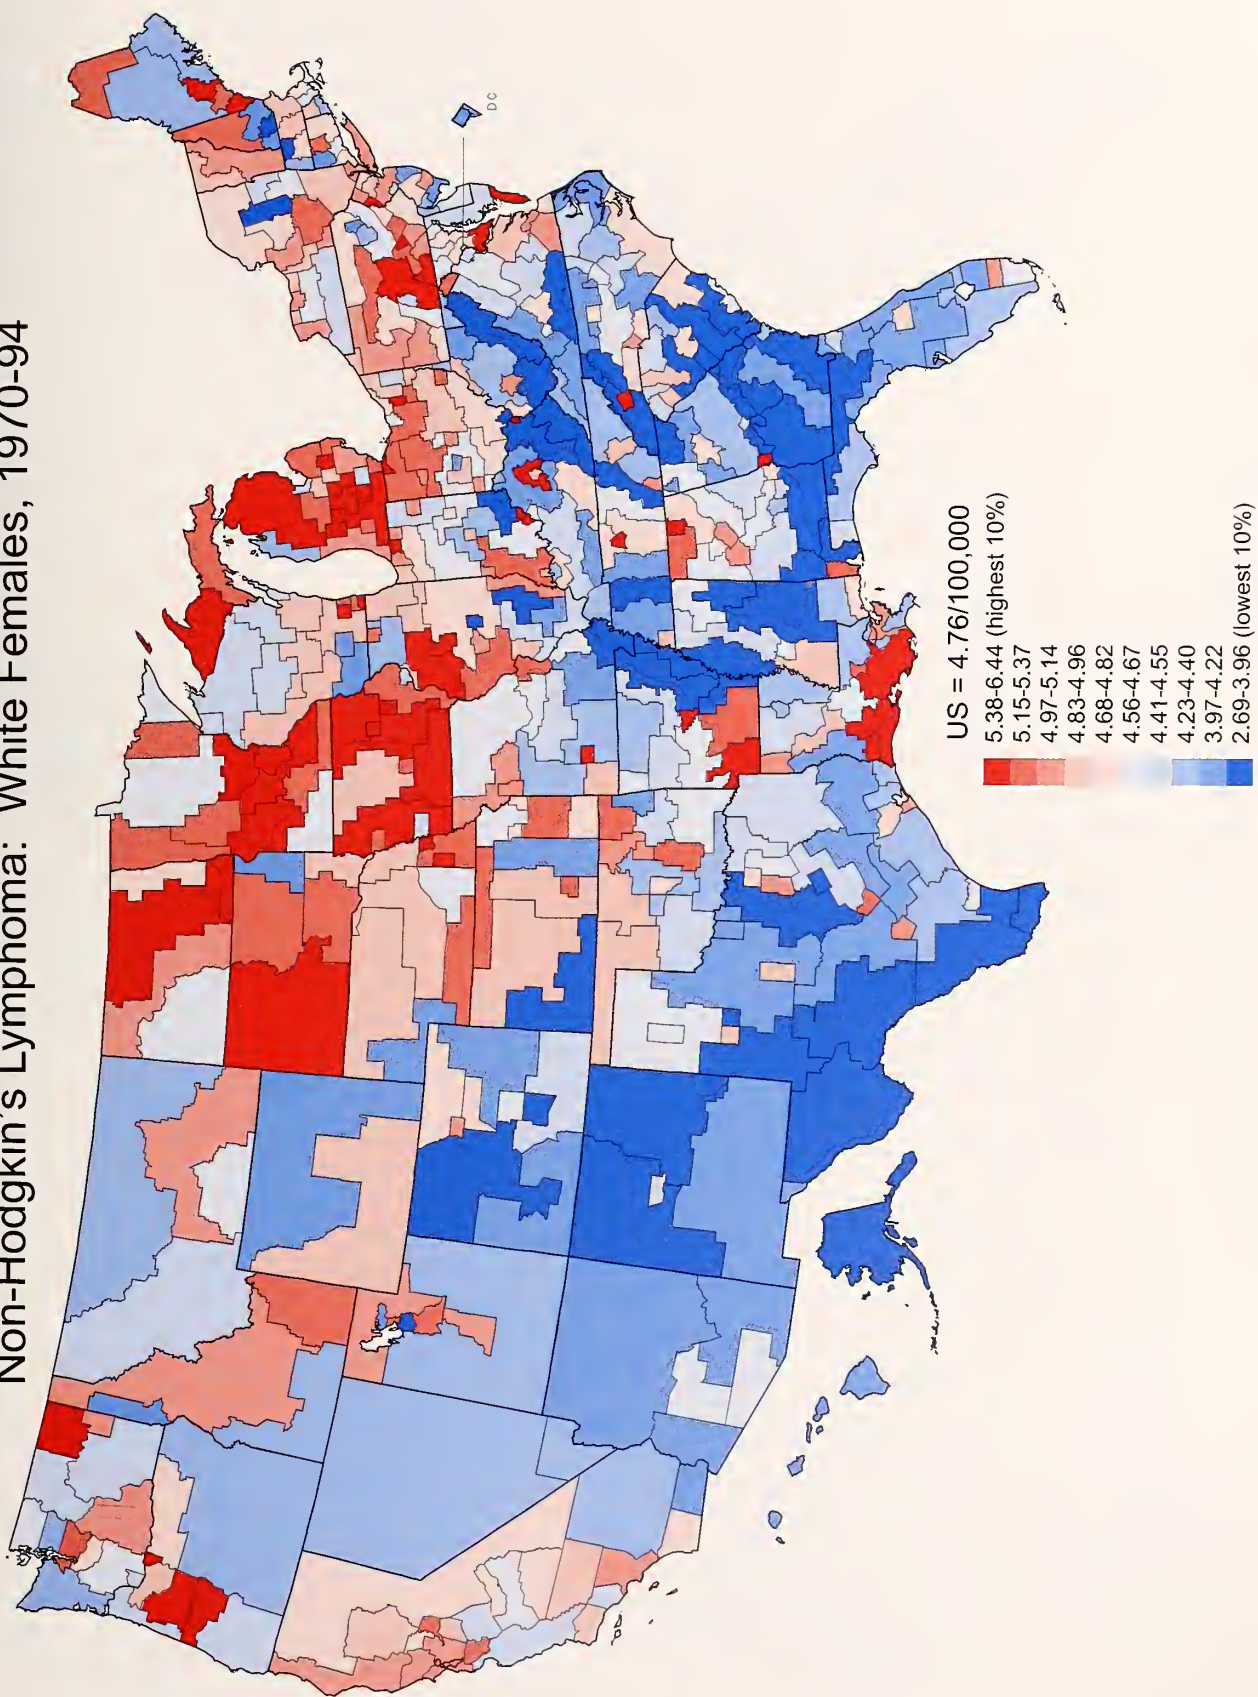 Non-Hodgkin's Lymphoma: White Females, 1970-94
DC
US = 4.76/100,000
5.38-6.44 (highest 10%)
5.15-5.37
4.97-5.14
4.83-4.96
4.68-4.82
4.56-4.67
4.41-4.55
4.23-4.40
3.97-4.22
2.69-3.96 (lowest 10%)